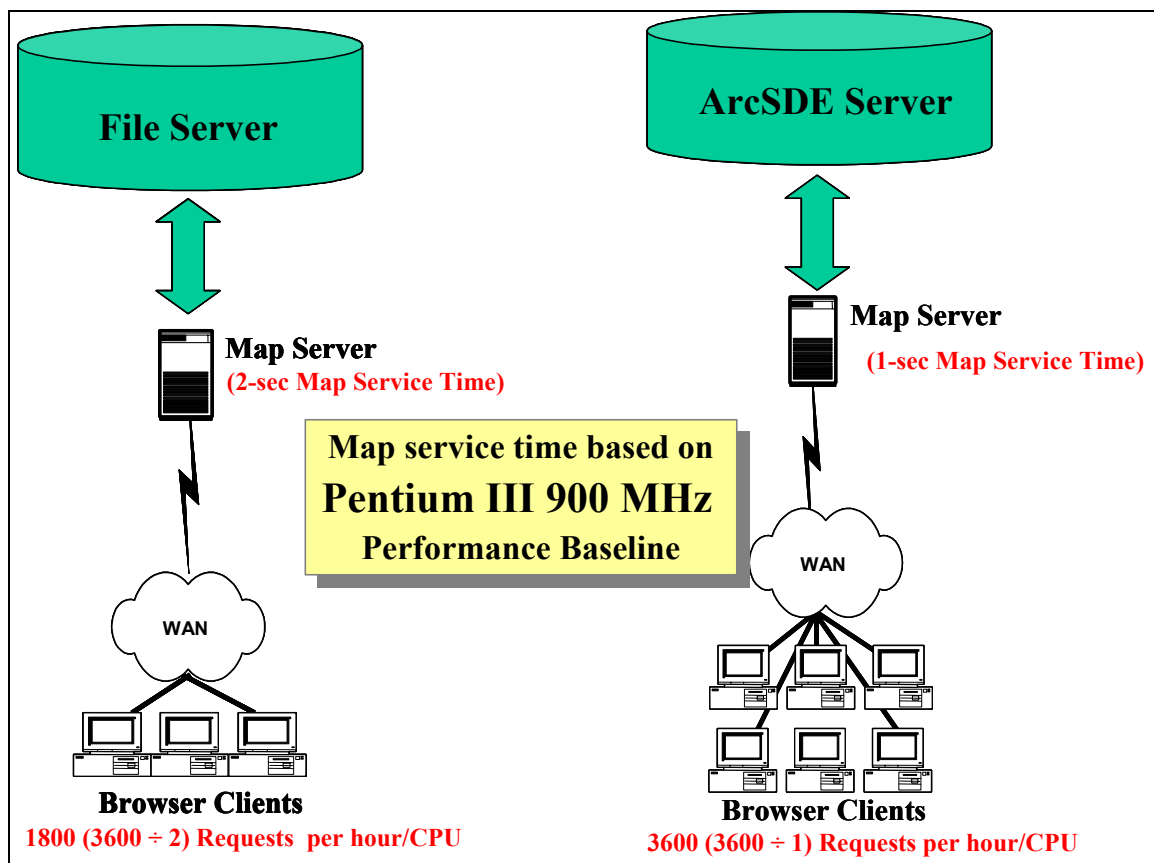 File Server
Map Server
(2-sec Map Service Time)
WAN
Browser Clients
1800 (3600 ÷ 2) Requests per hour/CPU
Map service time based on
Pentium III 900 MHz
Performance Baseline
ArcSDE Server
Map Server
(1-sec Map Service Time)
WAN
Browser Clients
3600 (3600 ÷ 1) Requests per hour/CPU